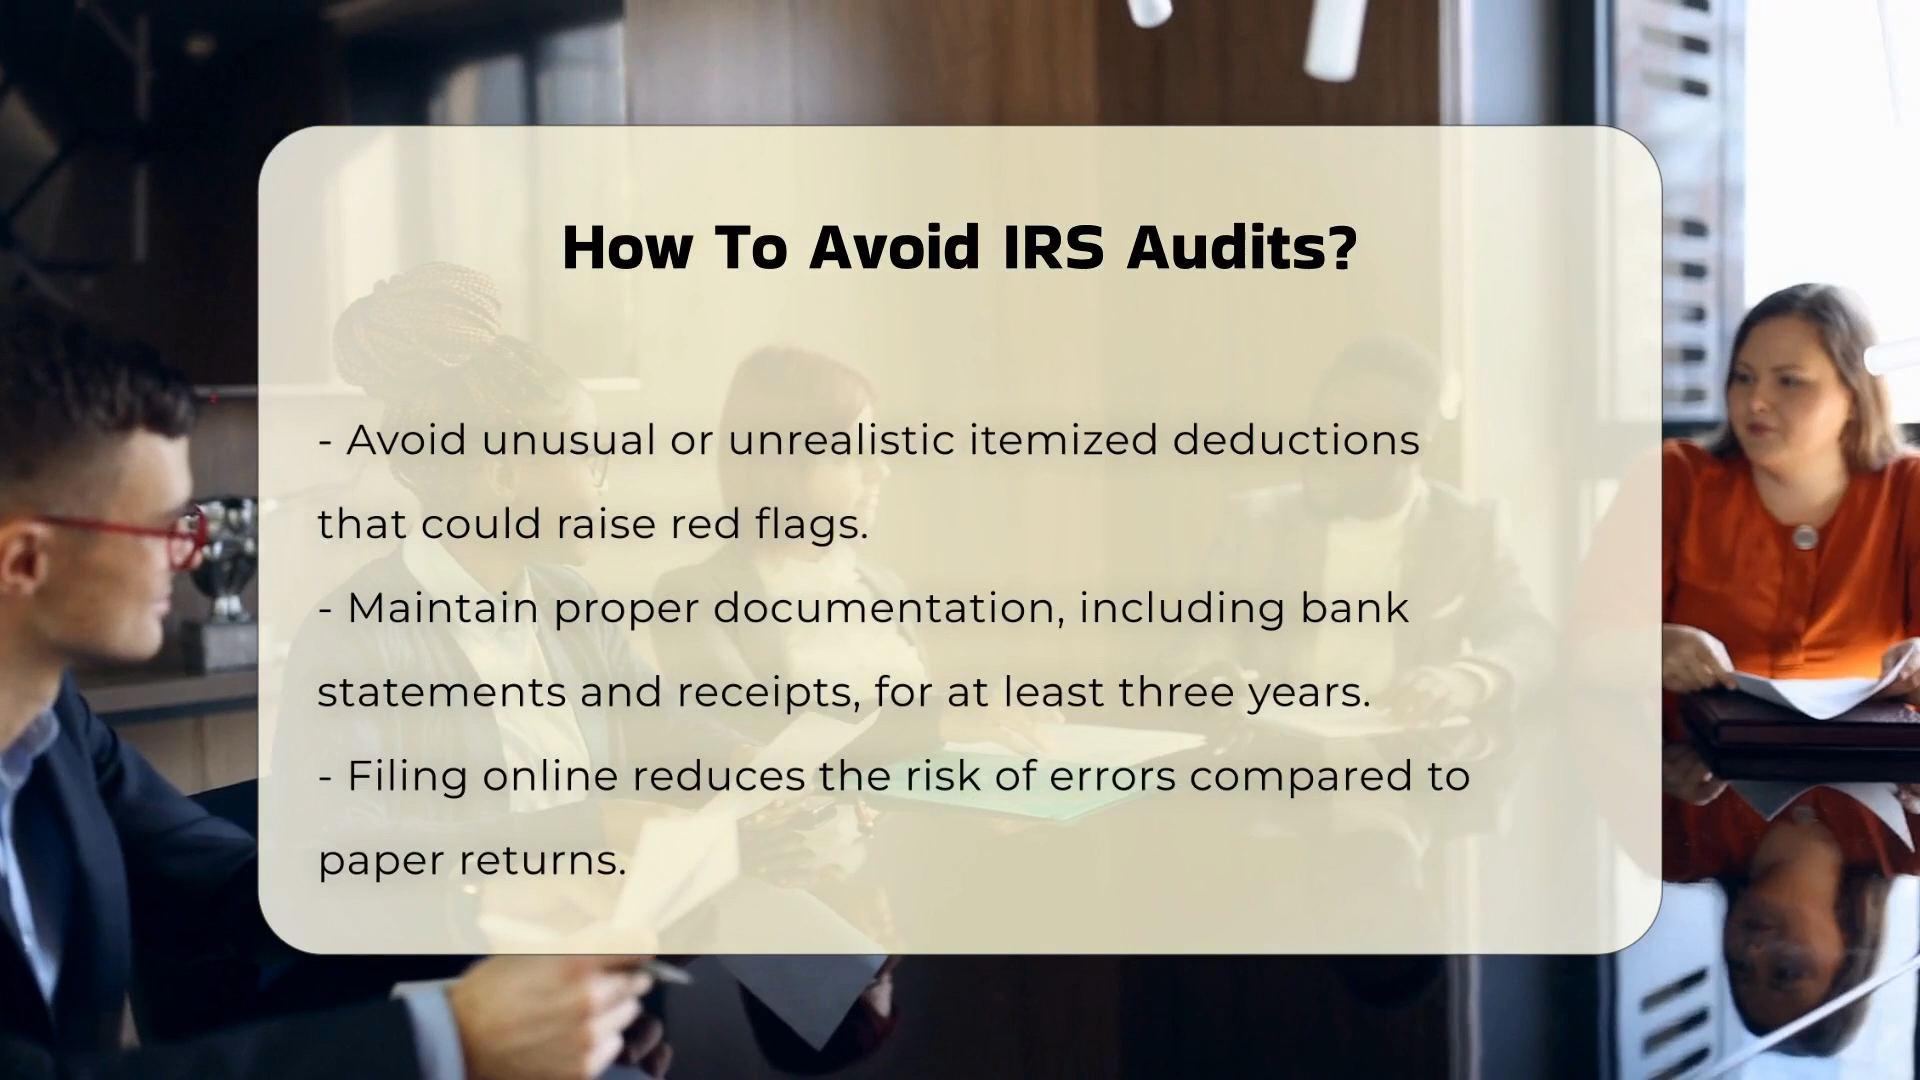 How To Avoid IRS Audits?
- Avoid unusual or unrealistic itemized deductions
that could raise red flags.
- Maintain proper documentation, including bank
statements and receipts, for at least three years.
- Filing online reduces the risk of errors compared to
paper returns.